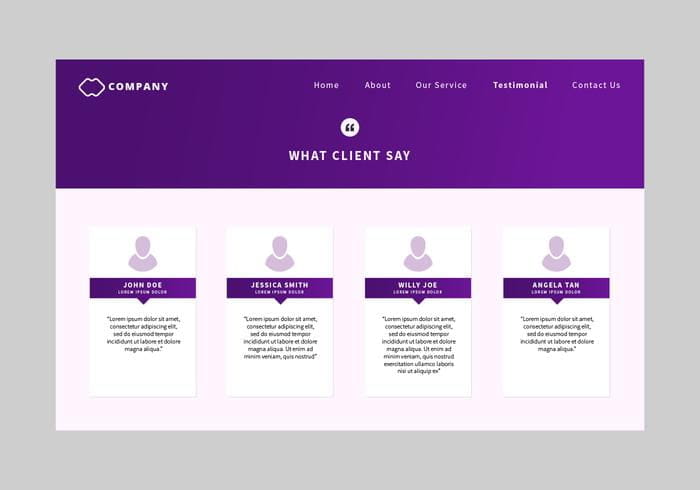 COMPANY
Home About Our Service Testimonial Contact Us
WHAT CLIENT SAY
JOHN DOE
LOREM IPSUM DOLOR
"Lorem ipsum dolor sit amet,
consectetur adipiscing elit,
sed do eiusmod tempor
incididunt ut labore et dolore
magna aliqua."
JESSICA SMITH
LOREM IPSUM DOLOR
"Lorem ipsum dolor sit amet,
consectetur adipiscing elit,
sed do eiusmod tempor
incididunt ut labore et dolore
magna aliqua. Ut enim ad
minim veniam, quis nostrud"
WILLY JOE
LOREM IPSUM DOLOR
"Lorem ipsum dolor sit amet,
consectetur adipiscing elit,
sed do eiusmod tempor
incididunt ut labore et dolore
magna aliqua. Ut enim ad
minim veniam, quis nostrud
exercitation ullamco laboris
nisi ut aliquip ex"
ANGELA TAN
LOREM IPSUM DOLOR
"Lorem ipsum dolor sit amet,
consectetur adipiscing elit,
sed do eiusmod tempor
incididunt ut labore et dolore
magna aliqua."